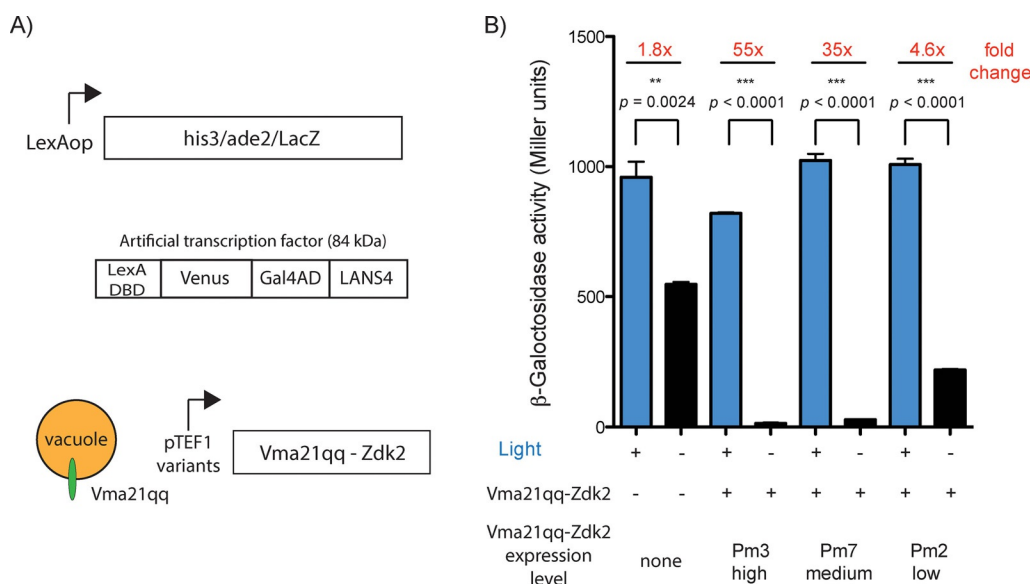 A)
LexAop
his3/ade2/LacZ
Artificial transcription factor (84 kDa)
LexA
DBD
Venus
Gal4AD
LANS4
vacuole
Vma21qq
pTEF1
variants
Vma21qq - Zdk2
B)
β-Galoctosidase activity (Miller units)
1500
1000
500
0
1.8x
55x
35x
4.6x
fold
change
**
***
***
***
p = 0.0024
p < 0.0001
p < 0.0001
p < 0.0001
Light
+ - + - + - + -
Vma21qq-Zdk2
- - + + + + + +
Vma21qq-Zdk2
expression
level
none
Pm3
high
Pm7
medium
Pm2
low